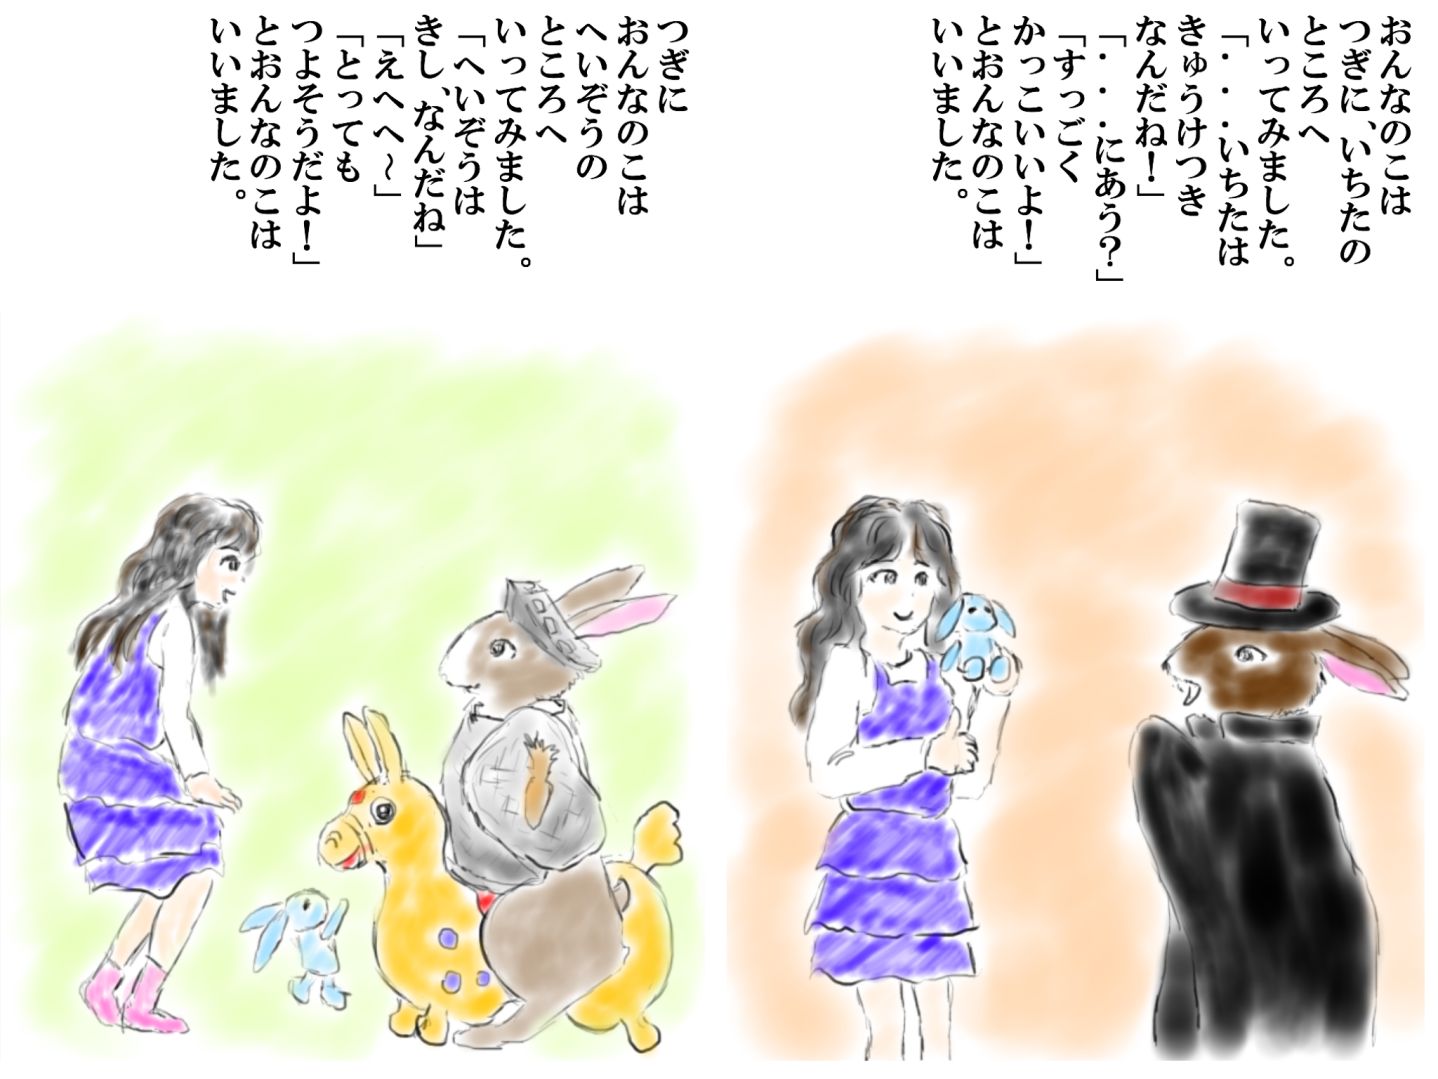 おんなのこは
つぎに、いちたの
ところへ
いってみました。
「・・・いちたは
きゅうけつき
なんだね！」
「・・・にあう？」
「すっごく
かっこいいよ！」
とおんなのこは
いいました。
つぎに
おんなのこは
へいぞうの
ところへ
いってみました。
「へいぞうは
きし、なんだね」
「えへへ～」
「とっても
つよそうだよ！」
とおんなのこは
いいました。